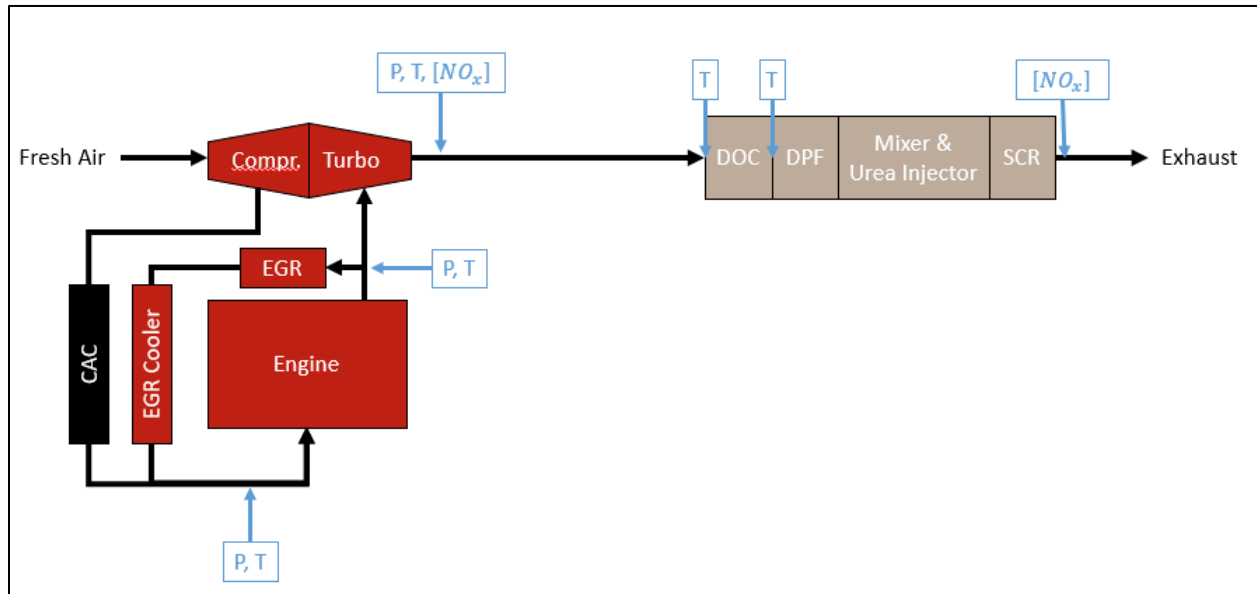 P, T, [NOₓ]
T
T
[NOₓ]
Fresh Air
Compr.
Turbo
DOC
DPF
Mixer &
Urea Injector
SCR
Exhaust
EGR
P, T
CAC
EGR Cooler
Engine
P, T